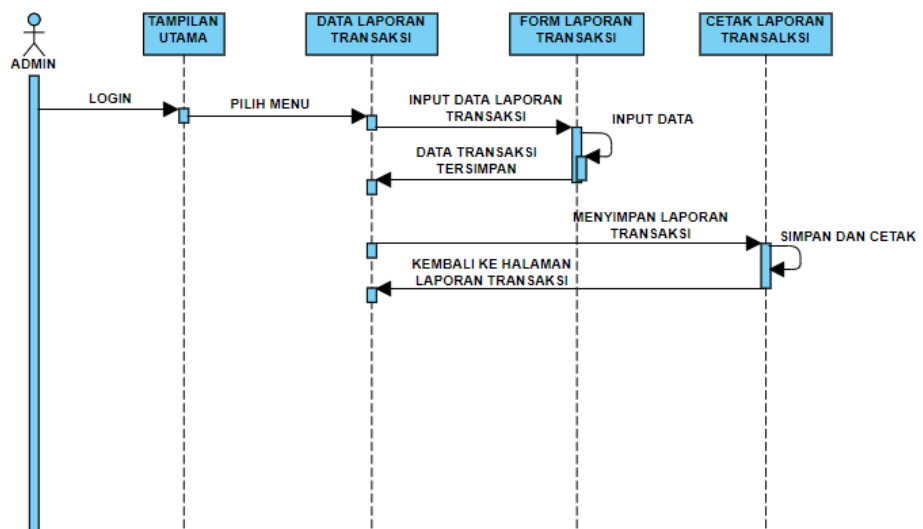 TAMPILAN
UTAMA
DATA LAPORAN
TRANSAKSI
FORM LAPORAN
TRANSAKSI
CETAK LAPORAN
TRANSALKSI
ADMIN
LOGIN
PILIH MENU
INPUT DATA LAPORAN
TRANSAKSI
INPUT DATA
DATA TRANSAKSI
TERSIMPAN
MENYIMPAN LAPORAN
TRANSAKSI
SIMPAN DAN CETAK
KEMBALI KE HALAMAN
LAPORAN TRANSAKSI